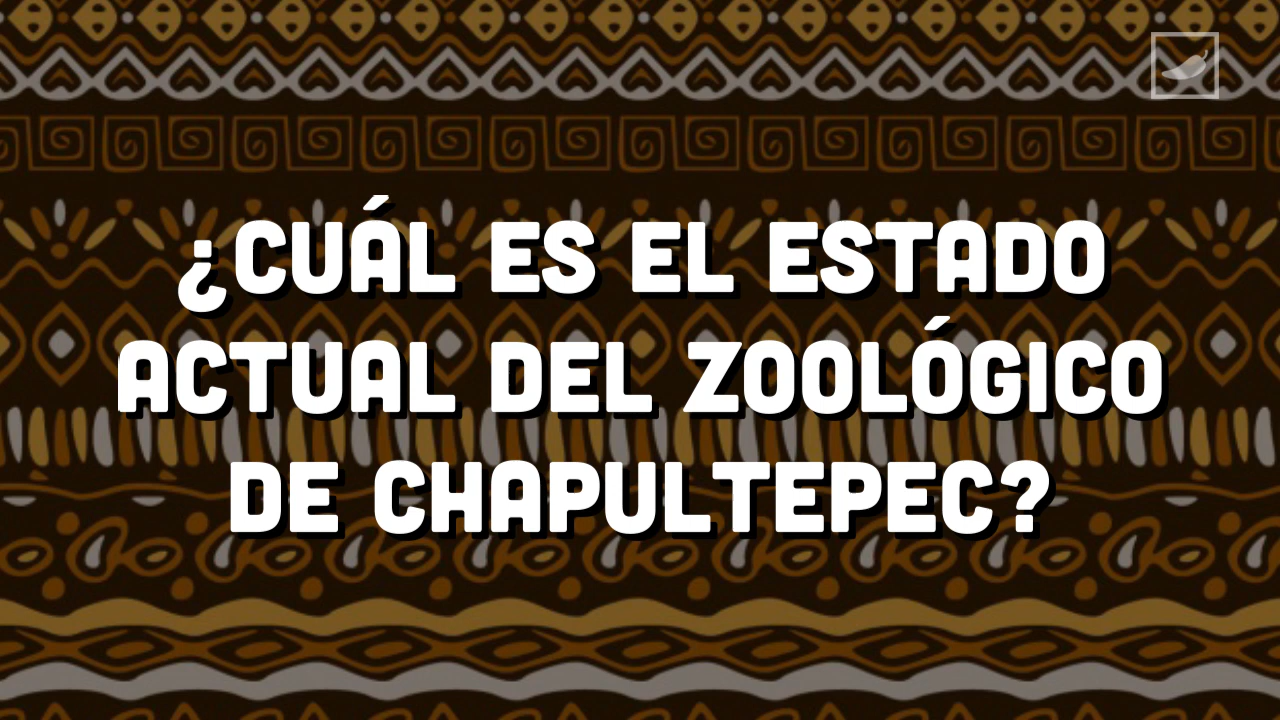 ¿CUÁL ES EL ESTADO
ACTUAL DEL ZOOLÓGICO
DE CHAPULTEPEC?